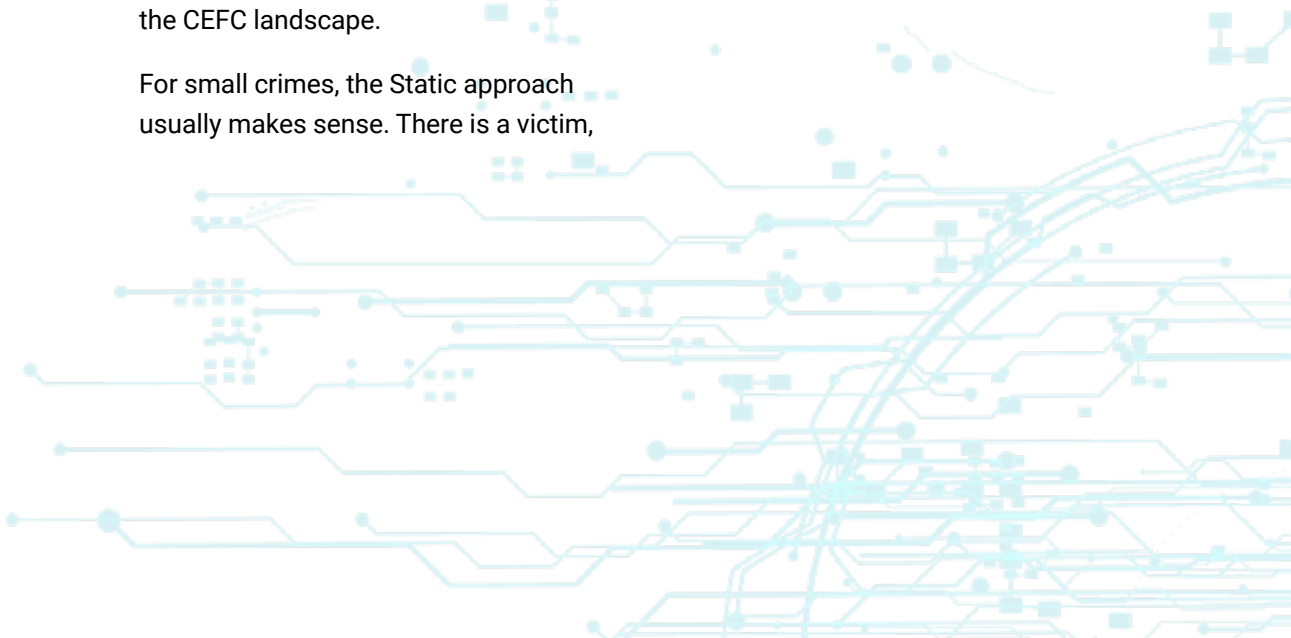 the CEFC landscape.
For small crimes, the Static approach
usually makes sense. There is a victim,